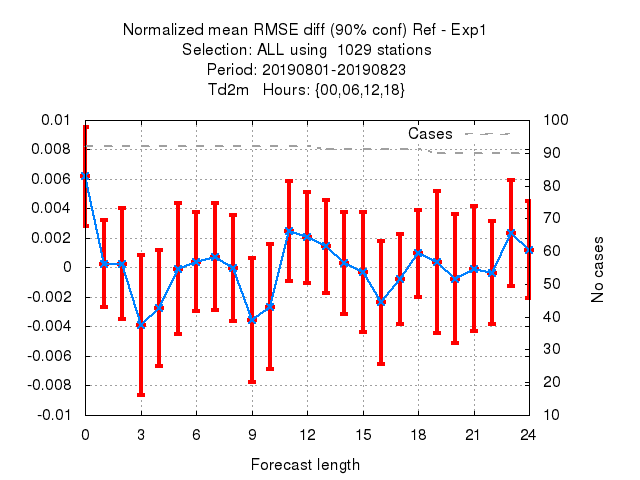 Normalized mean RMSE diff (90% conf) Ref - Exp1
Selection: ALL using  1029 stations
Period: 20190801-20190823
Td2m   Hours: {00,06,12,18}
Cases
0.01
0.008
0.006
0.004
0.002
0
-0.002
-0.004
-0.006
-0.008
-0.01
100
90
80
70
60
50
40
30
20
10
No cases
0 3 6 9 12 15 18 21 24
Forecast length